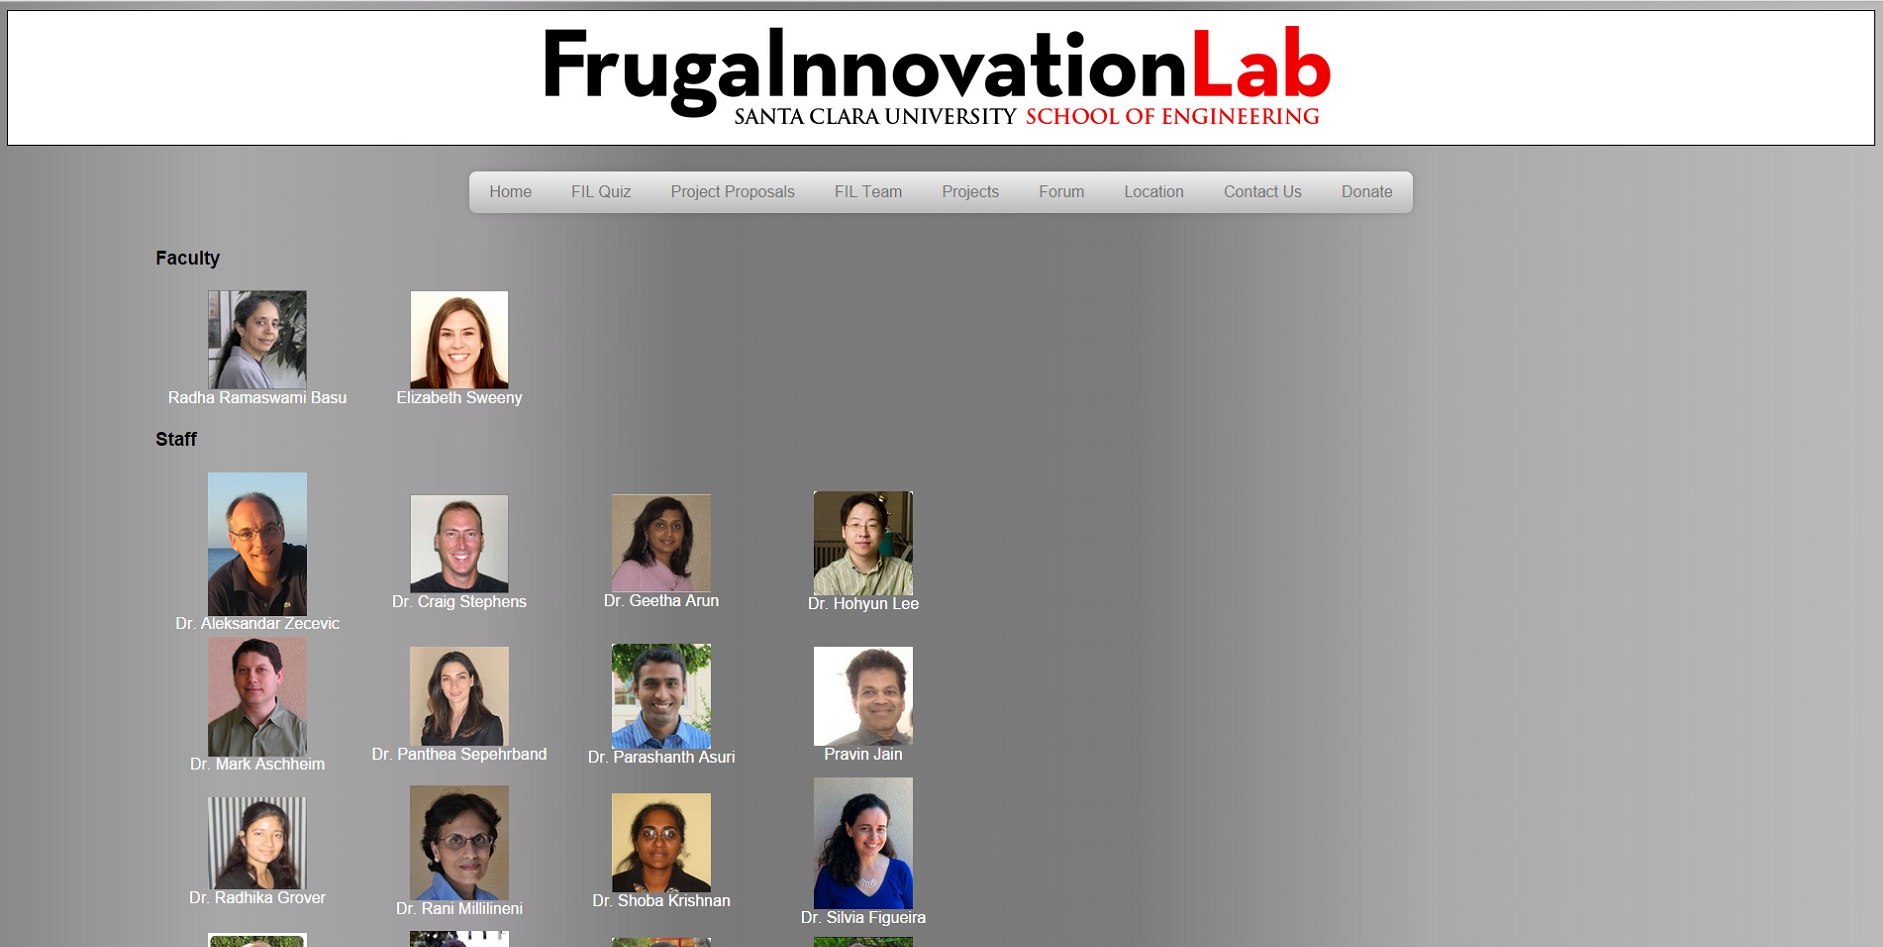 FrugalnnovationLab
SANTA CLARA UNIVERSITY SCHOOL OF ENGINEERING
Home FIL Quiz Project Proposals FIL Team Projects Forum Location Contact Us Donate
Faculty
Radha Ramaswami Basu Elizabeth Sweeny
Staff
Dr. Aleksandar Zecevic Dr. Craig Stephens Dr. Geetha Arun Dr. Hohyun Lee
Dr. Mark Aschheim Dr. Panthea Sepehrband Dr. Parashanth Asuri Pravin Jain
Dr. Radhika Grover Dr. Rani Millilineni Dr. Shoba Krishnan Dr. Silvia Figueira